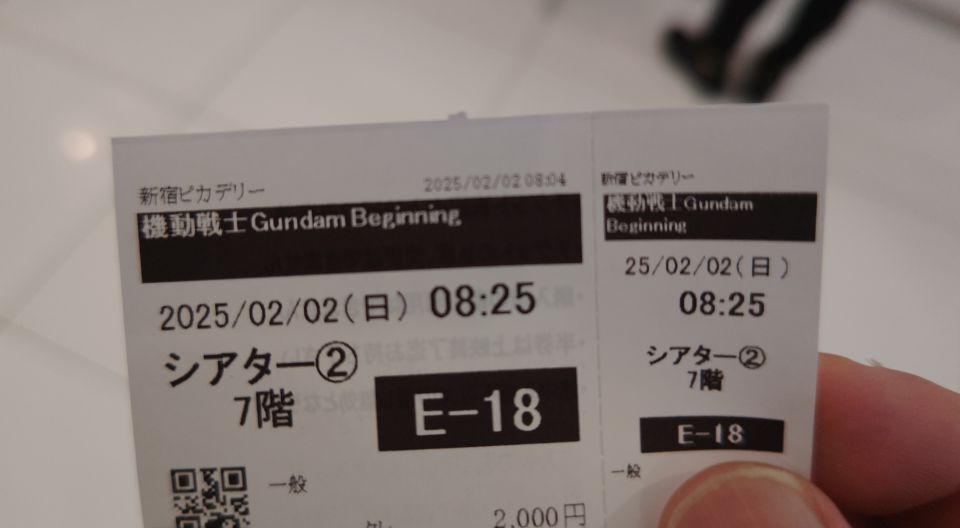 新宿ピカデリー 2025/02/02 08:04
機動戦士Gundam Beginning
2025/02/02(日) 08:25
シアター②
7階
E-18
一般
2,000円
新宿ピカデリー
機動戦士Gundam
Beginning
25/02/02(日)
08:25
シアター②
7階
E-18
一般